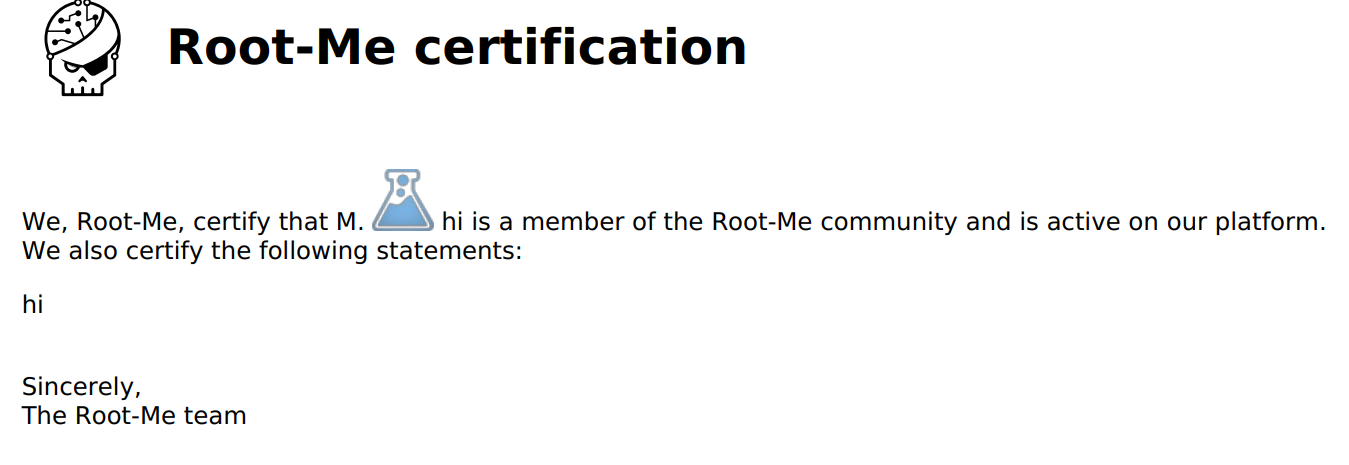 Root-Me certification
We, Root-Me, certify that M. hi is a member of the Root-Me community and is active on our platform.
We also certify the following statements:
hi
Sincerely,
The Root-Me team